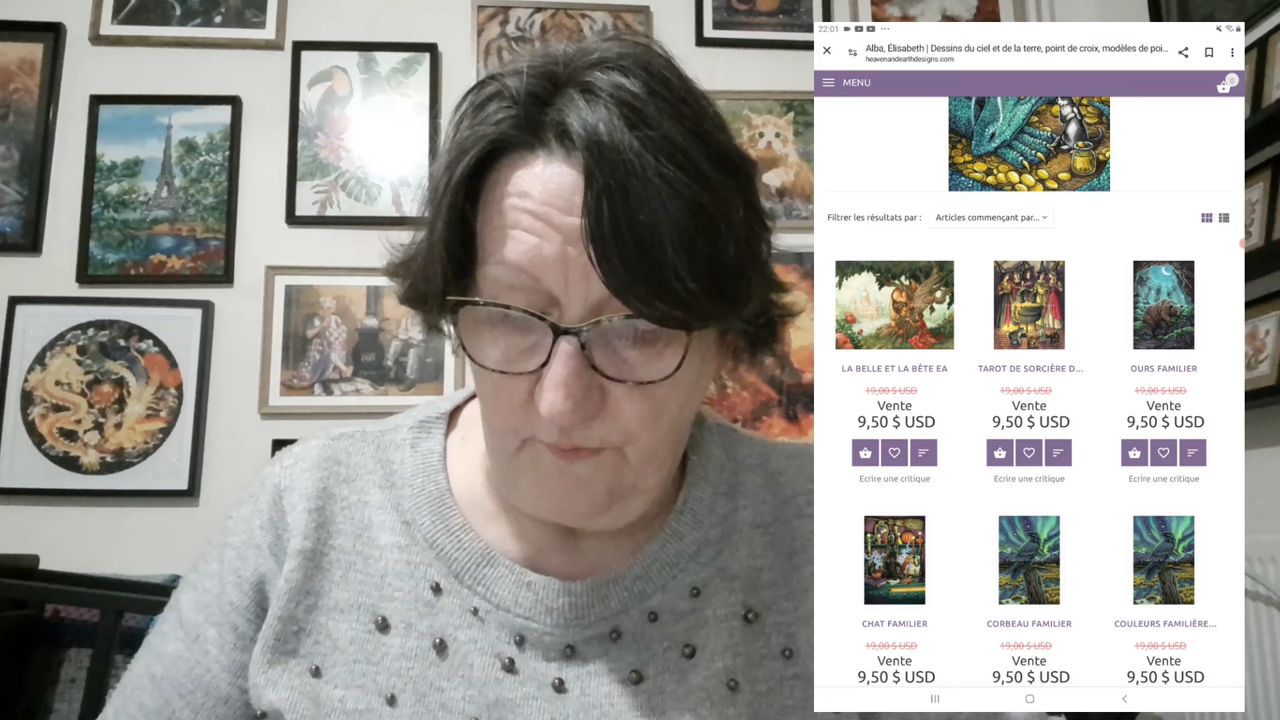 22:01
Alba, Élisabeth | Dessins du ciel et de la terre, point de croix, modèles de poi...
heavenandearthdesigns.com
MENU
0
Filtrer les résultats par :
Articles commençant par...
LA BELLE ET LA BÊTE EA
19,00 $ USD
Vente
9,50 $ USD
Ecrire une critique
TAROT DE SORCIÈRE D...
19,00 $ USD
Vente
9,50 $ USD
Ecrire une critique
OURS FAMILIER
19,00 $ USD
Vente
9,50 $ USD
Ecrire une critique
CHAT FAMILIER
19,00 $ USD
Vente
9,50 $ USD
CORBEAU FAMILIER
19,00 $ USD
Vente
9,50 $ USD
COULEURS FAMILIÈRE...
19,00 $ USD
Vente
9,50 $ USD